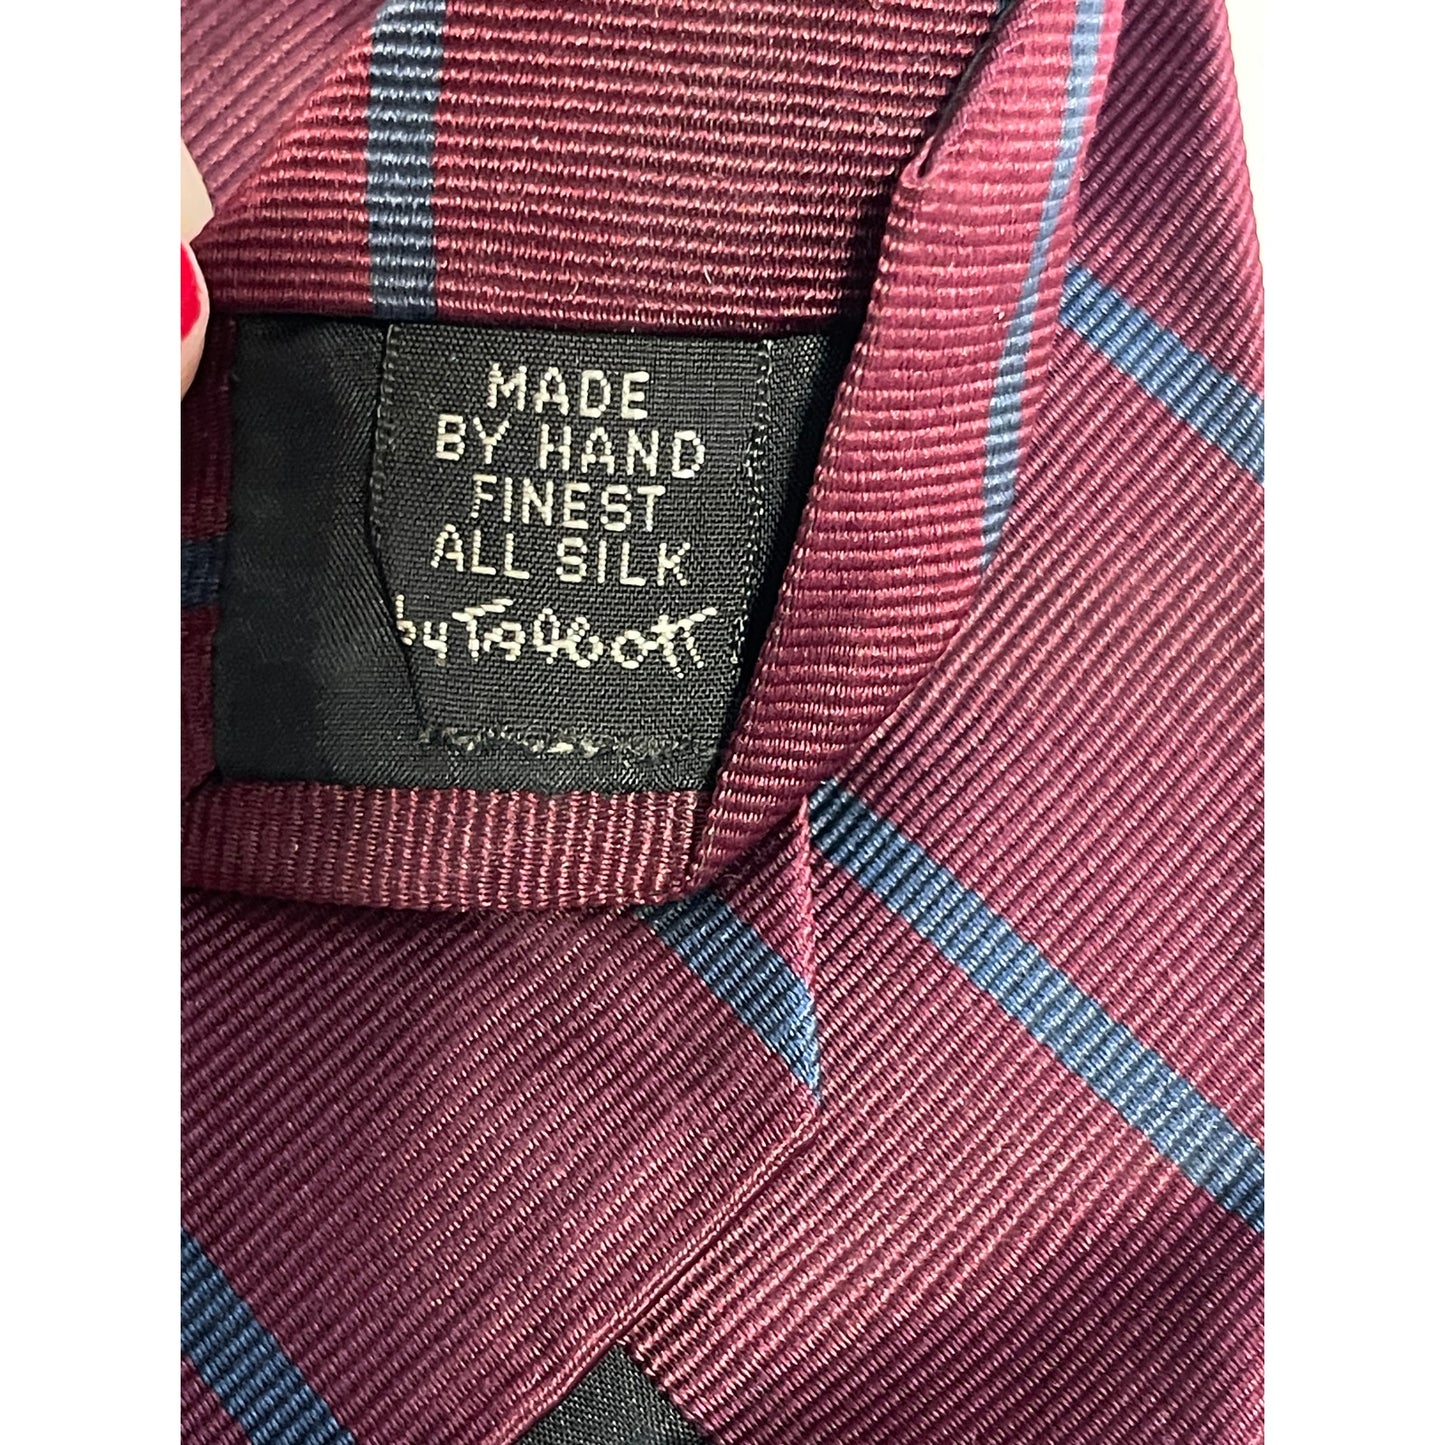 MADE
BY HAND
FINEST
ALL SILK
by Talbott